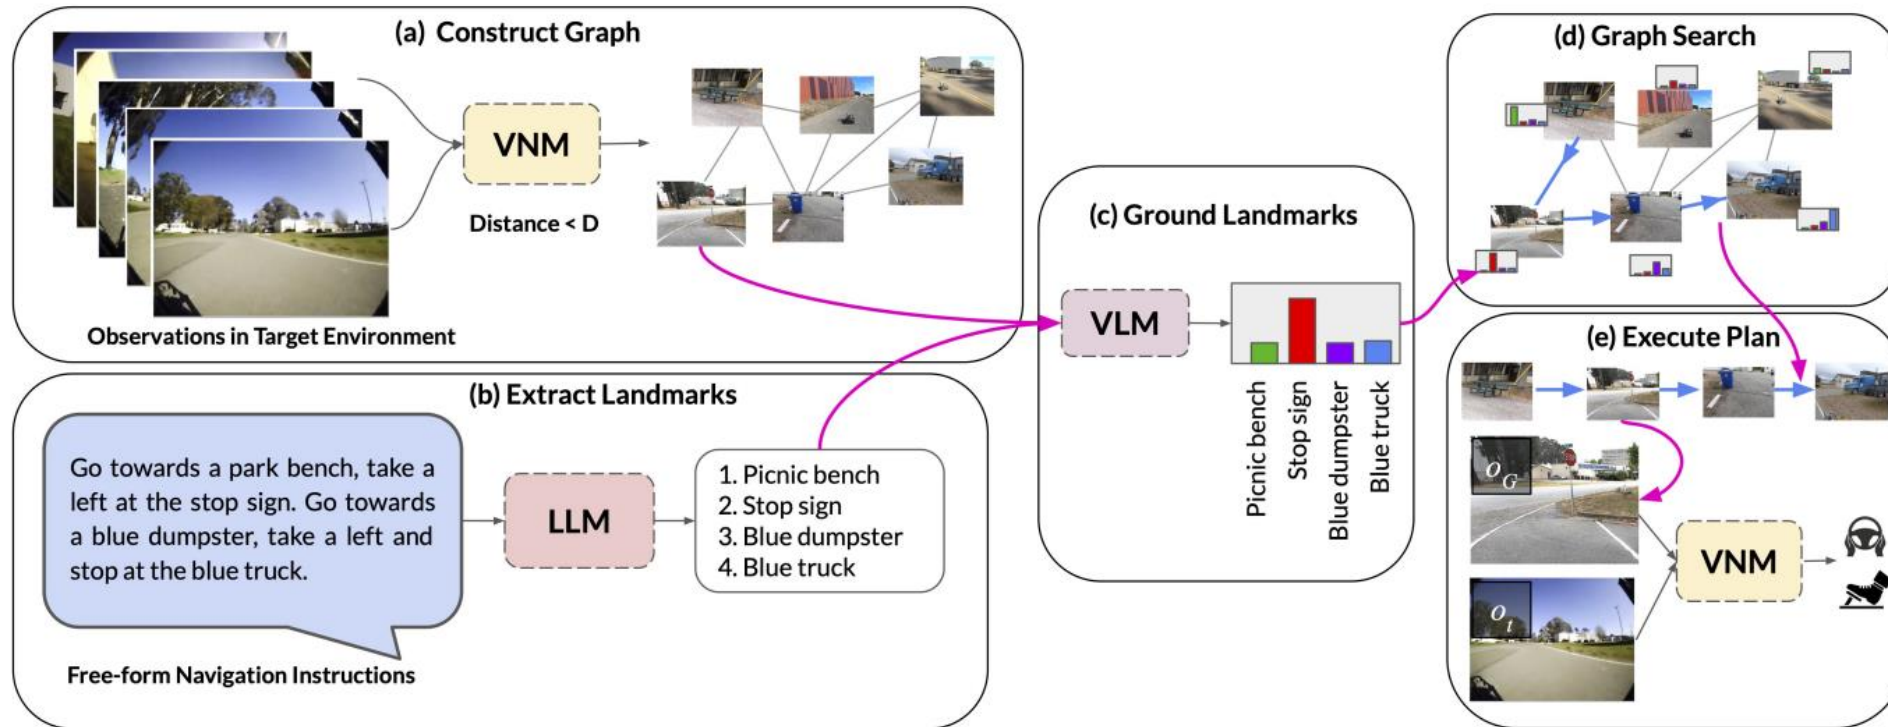 (a) Construct Graph
VNM
Distance < D
Observations in Target Environment
(b) Extract Landmarks
Go towards a park bench, take a
left at the stop sign. Go towards
a blue dumpster, take a left and
stop at the blue truck.
LLM
1. Picnic bench
2. Stop sign
3. Blue dumpster
4. Blue truck
Free-form Navigation Instructions
(c) Ground Landmarks
VLM
Picnic bench
Stop sign
Blue dumpster
Blue truck
(d) Graph Search
(e) Execute Plan
O_G
O_t
VNM